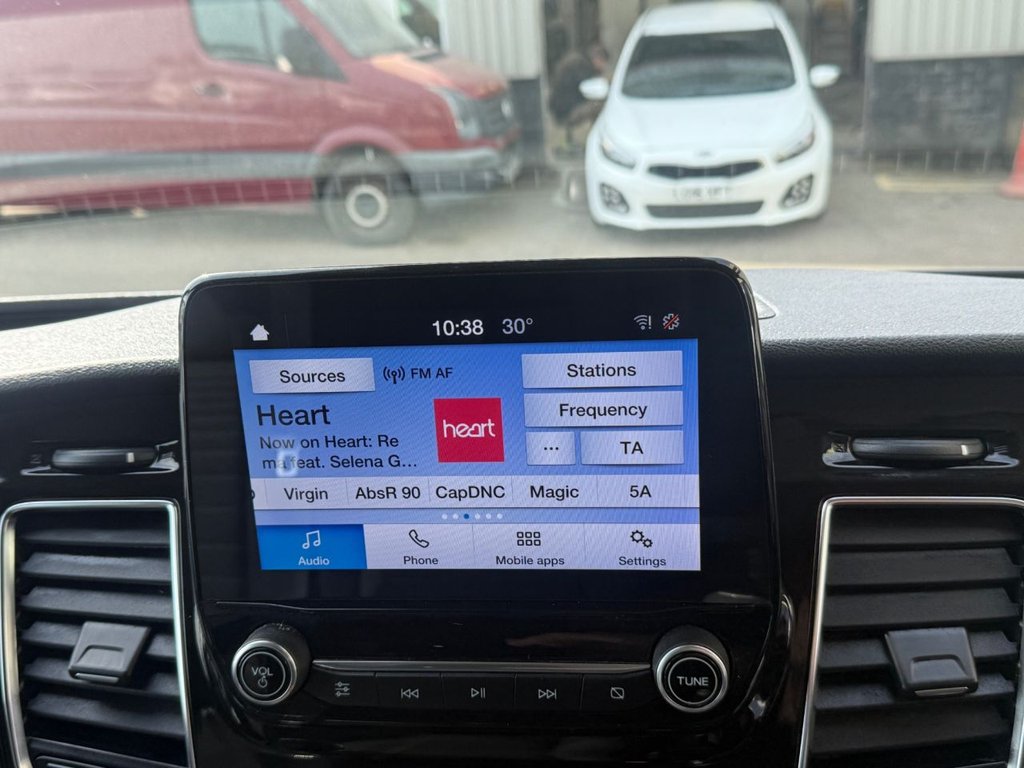 10:38 30°
Sources
FM AF
Stations
Heart
heart
Frequency
Now on Heart: Re
ma feat. Selena G...
...
TA
Virgin
AbsR 90
CapDNC
Magic
5A
Audio
Phone
Mobile apps
Settings
VOL
TUNE